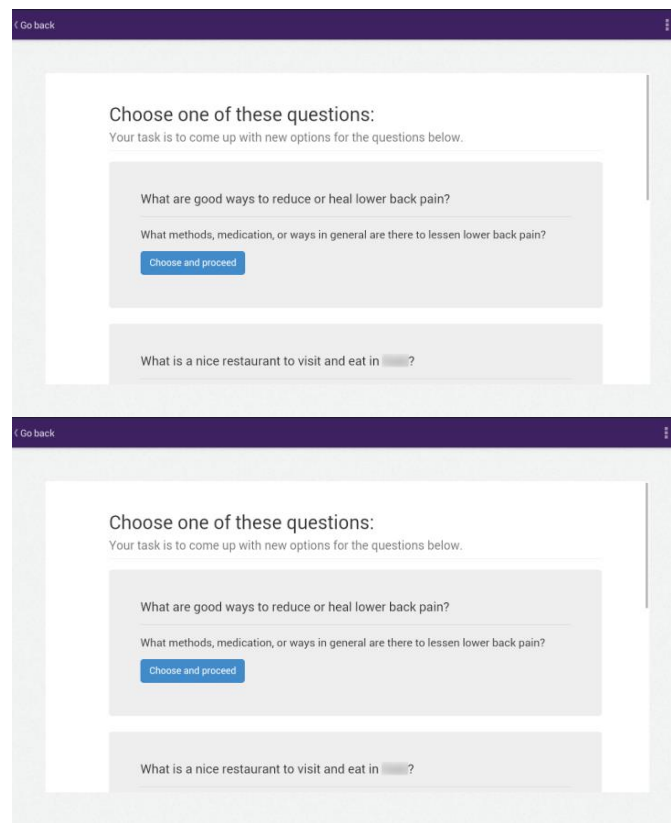 Go back
Choose one of these questions:
Your task is to come up with new options for the questions below.
What are good ways to reduce or heal lower back pain?
What methods, medication, or ways in general are there to lessen lower back pain?
Choose and proceed
What is a nice restaurant to visit and eat in ?
Go back
Choose one of these questions:
Your task is to come up with new options for the questions below.
What are good ways to reduce or heal lower back pain?
What methods, medication, or ways in general are there to lessen lower back pain?
Choose and proceed
What is a nice restaurant to visit and eat in ?